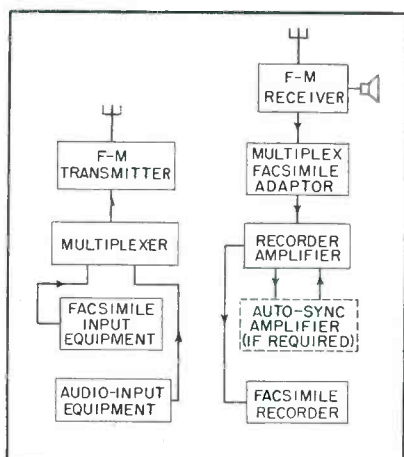 F-M
TRANSMITTER
MULTIPLEXER
FACSIMILE
INPUT
EQUIPMENT
AUDIO-INPUT
EQUIPMENT
F-M
RECEIVER
MULTIPLEX
FACSIMILE
ADAPTOR
RECORDER
AMPLIFIER
AUTO-SYNC
AMPLIFIER
(IF REQUIRED)
FACSIMILE
RECORDER